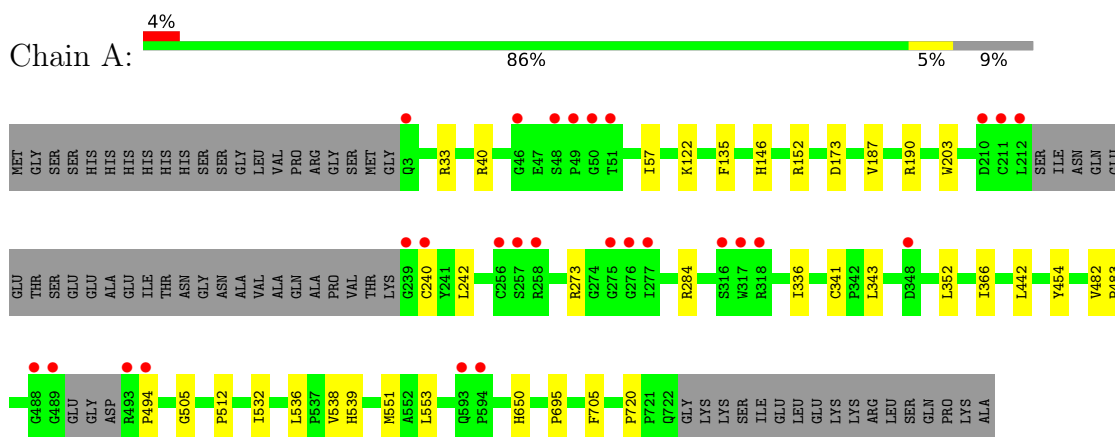 4%
Chain A:
86% 5% 9%
MET GLY SER SER HIS HIS HIS HIS HIS HIS SER SER GLY LEU VAL PRO ARG GLY SER MET GLY Q3 R33 R40 G46 E47 S48 P49 G50 T51 I57 K122 F135 H146 R152 D173 V187 R190 W203 D210 C211 L212 SER ILE ASN GLN GLU
GLU THR SER GLU GLU ALA GLU ILE THR ASN GLY ASN ALA VAL ALA GLN ALA PRO VAL THR LYS G239 C240 Y241 L242 C256 S257 R258 R273 G274 G275 G276 I277 R284 S316 W317 R318 I336 C341 P342 L343 D348 L352 I366 L442 Y454 V482 P483
G488 G489 GLU GLY ASP R493 P494 G505 P512 I532 L536 P537 V538 H539 M551 A552 L553 Q593 P594 H650 P695 F705 P720 P721 Q722 GLY LYS LYS SER ILE GLU LEU GLU LYS LYS ARG LEU SER GLN PRO LYS ALA